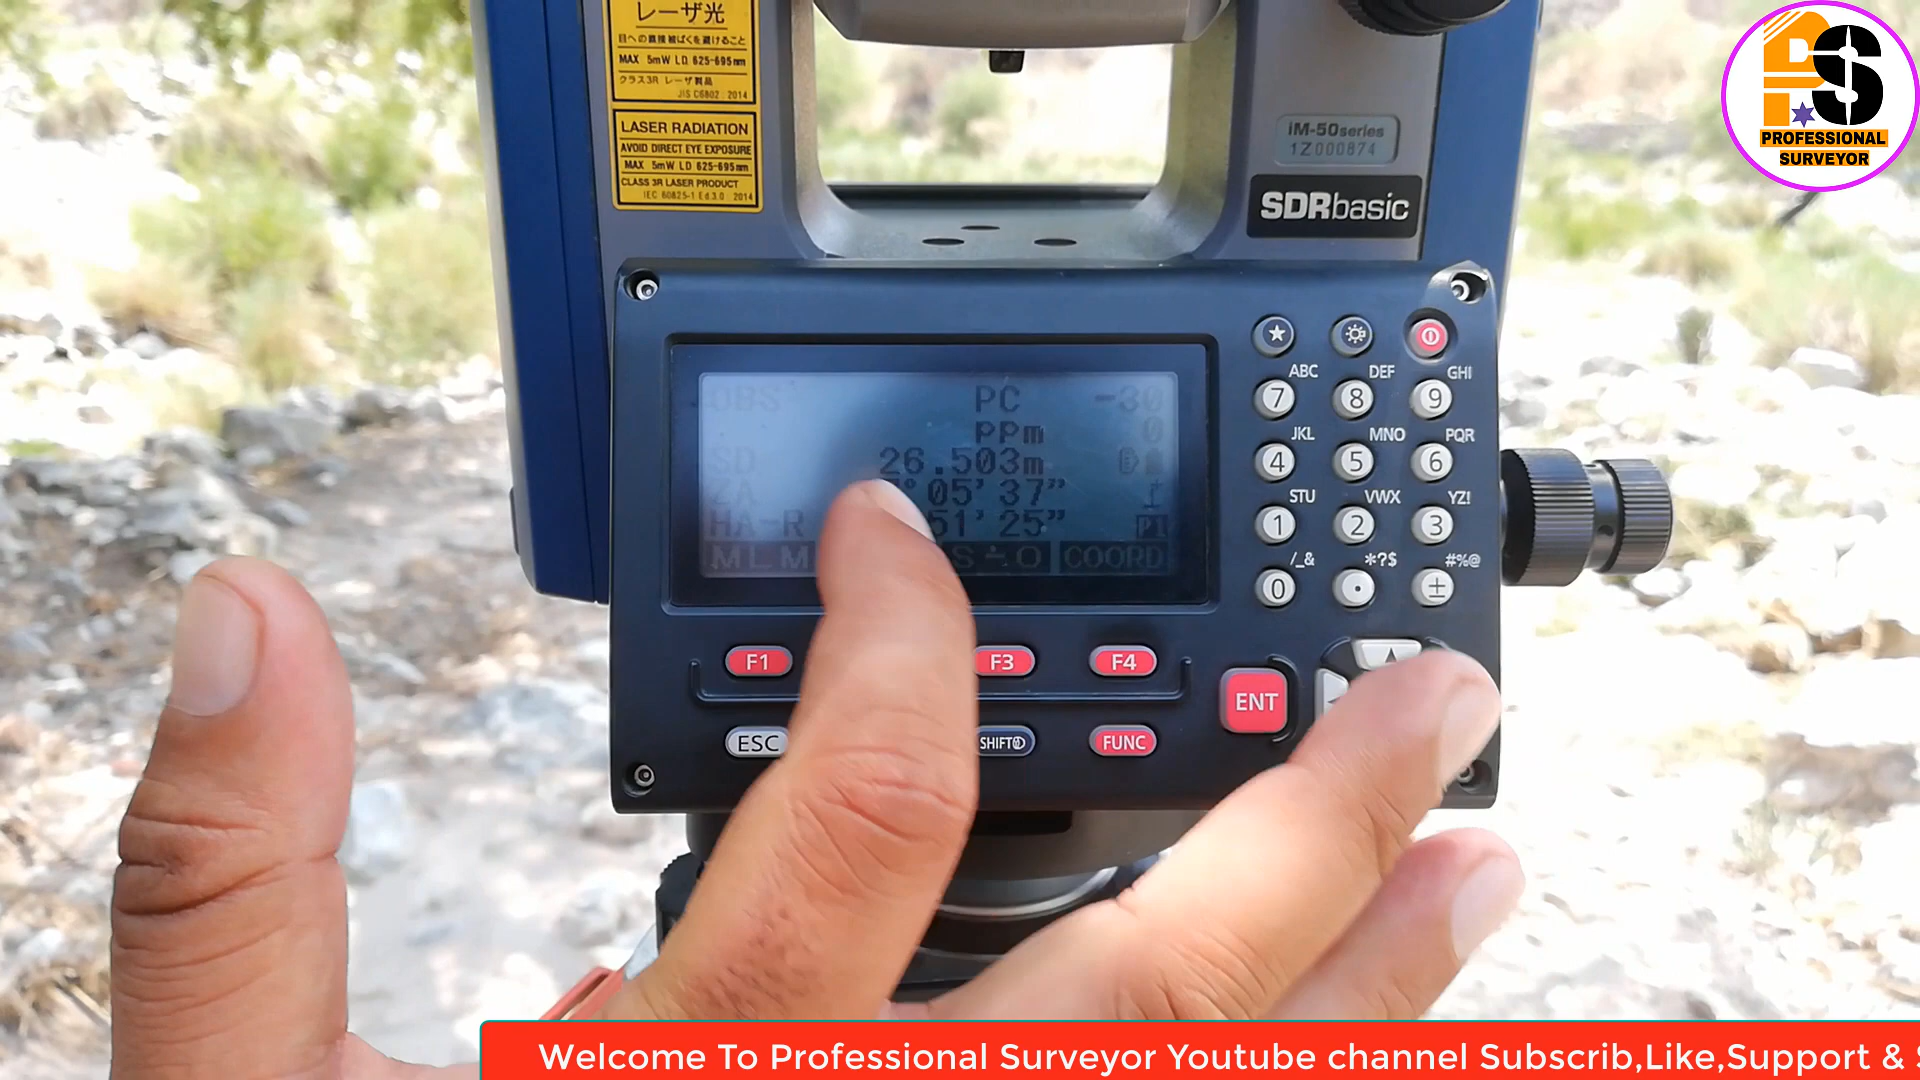 レーザ光
目への直接被ばくを避けること
MAX 5mW LD 625-695nm
クラス3R レーザ製品
JIS C6802 2014
LASER RADIATION
AVOID DIRECT EYE EXPOSURE
MAX 5mW LD 625-695nm
CLASS 3R LASER PRODUCT
IEC 60825-1 Ed.3.0 2014
iM-50series
1Z000874
SDRbasic
PS
PROFESSIONAL
SURVEYOR
OBS PC -30
ppm 0
SD 26.503m
ZA °05'37"
HA-R 51'25" P1
MLM S÷O COORD
ABC DEF GHI
7 8 9
JKL MNO PQR
4 5 6
STU VWX YZ!
1 2 3
/_& *?$ #%@
0 . ±
F1 F3 F4
ENT
ESC SHIFT FUNC
Welcome To Professional Surveyor Youtube channel Subscrib,Like,Support &